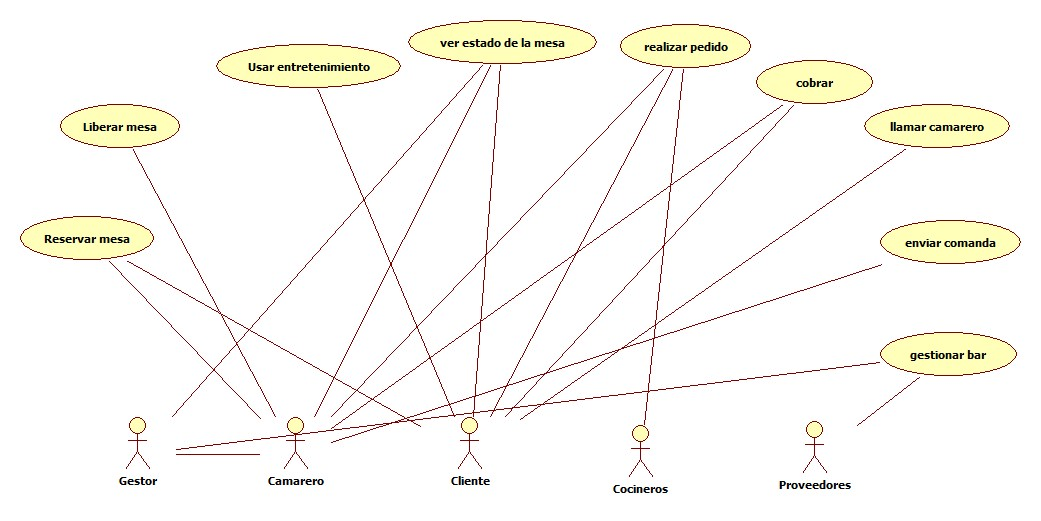 ver estado de la mesa
realizar pedido
Usar entretenimiento
cobrar
Liberar mesa
llamar camarero
Reservar mesa
enviar comanda
gestionar bar
Gestor
Camarero
Cliente
Cocineros
Proveedores